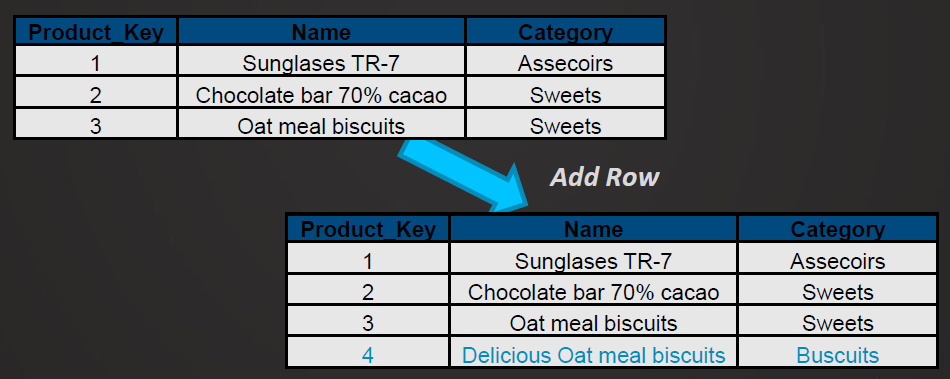 Product_Key Name Category
1 Sunglases TR-7 Assecoirs
2 Chocolate bar 70% cacao Sweets
3 Oat meal biscuits Sweets
Add Row
Product_Key Name Category
1 Sunglases TR-7 Assecoirs
2 Chocolate bar 70% cacao Sweets
3 Oat meal biscuits Sweets
4 Delicious Oat meal biscuits Buscuits